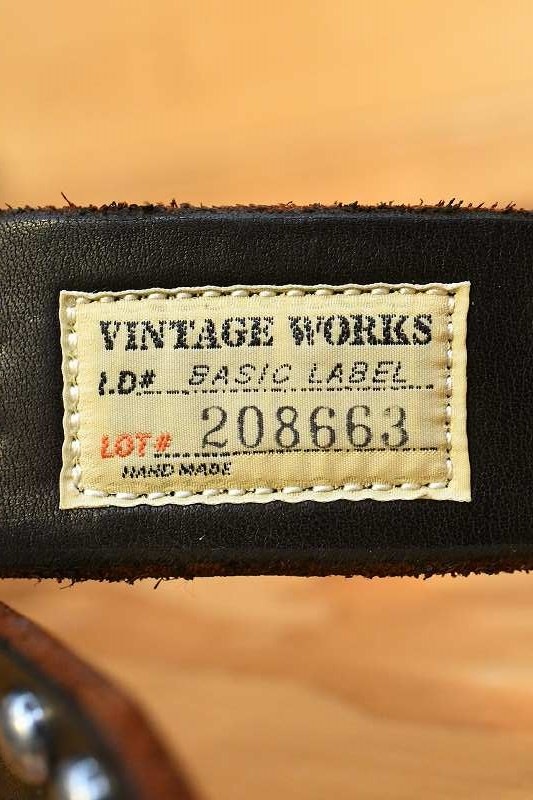 VINTAGE WORKS
I.D# BASIC LABEL
LOT# 208663
HAND MADE